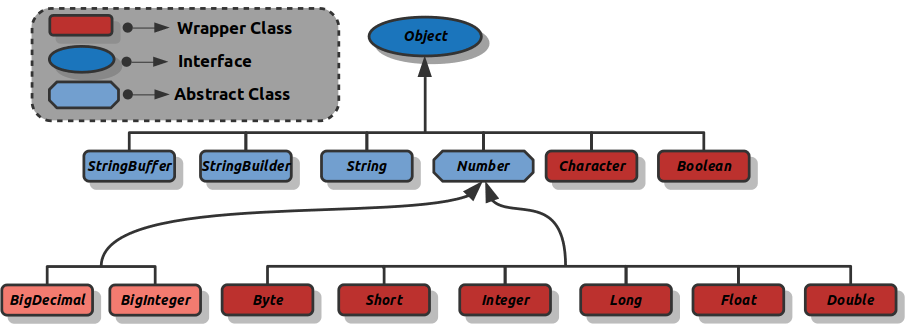 Wrapper Class
Interface
Abstract Class
Object
StringBuffer
StringBuilder
String
Number
Character
Boolean
BigDecimal
BigInteger
Byte
Short
Integer
Long
Float
Double